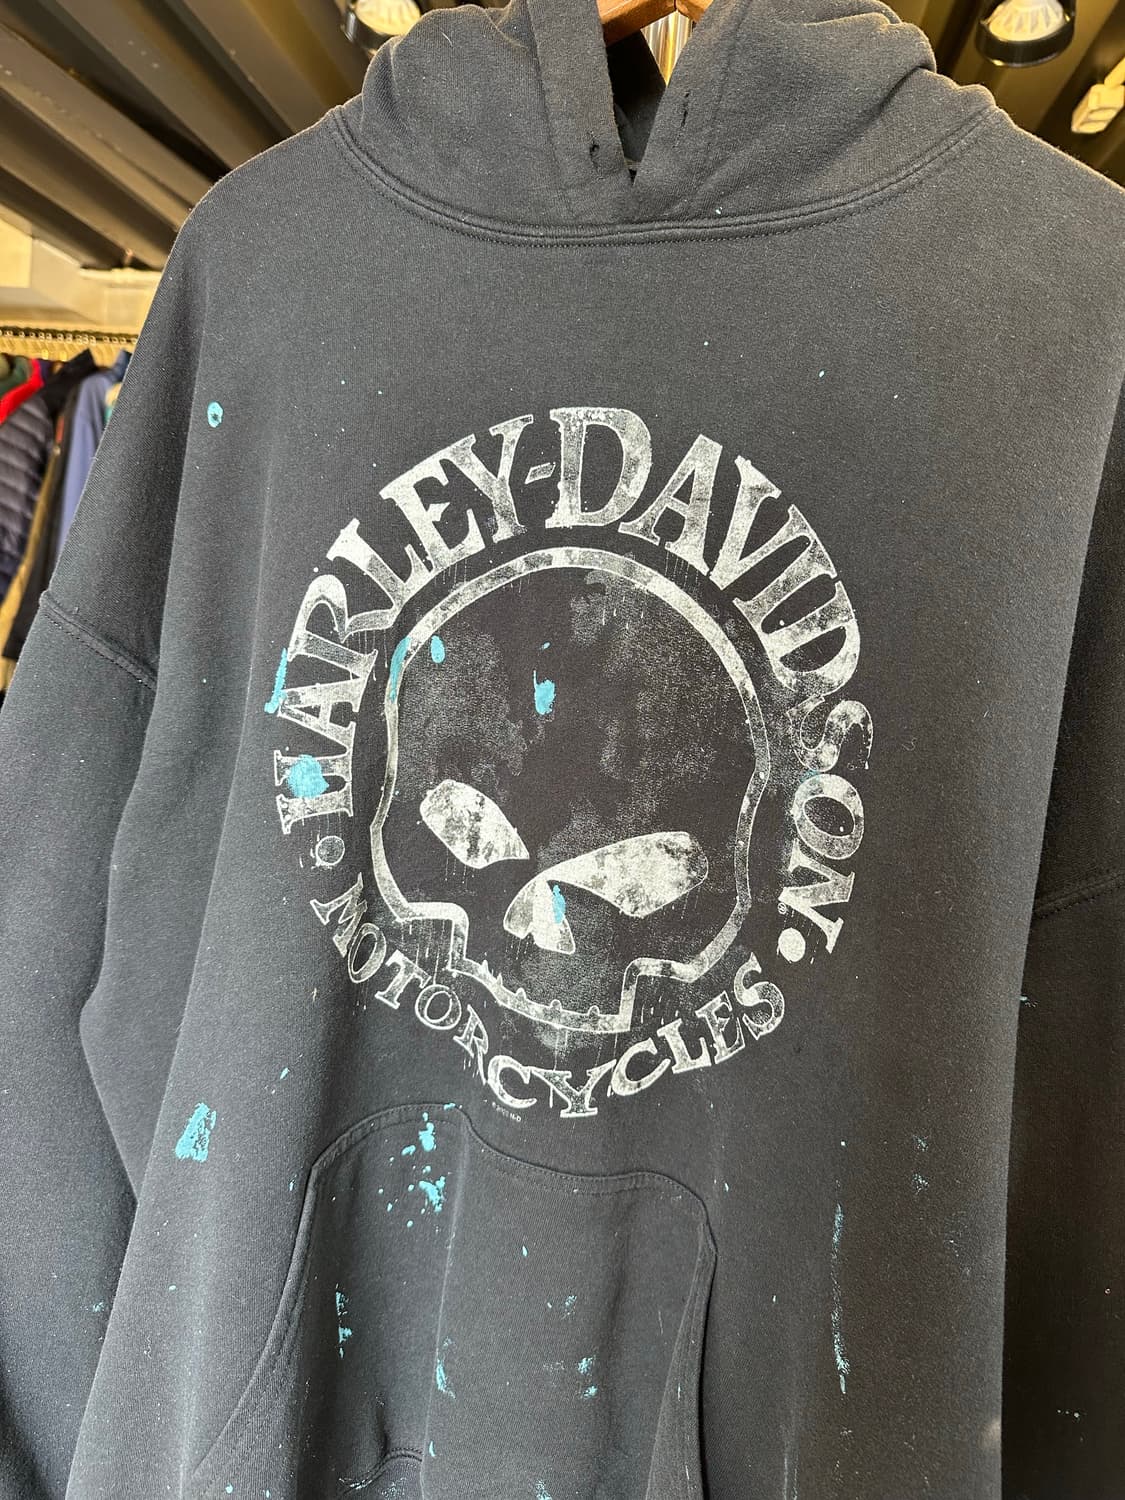 HARLEY-DAVIDSON
• MOTORCYCLES •
®